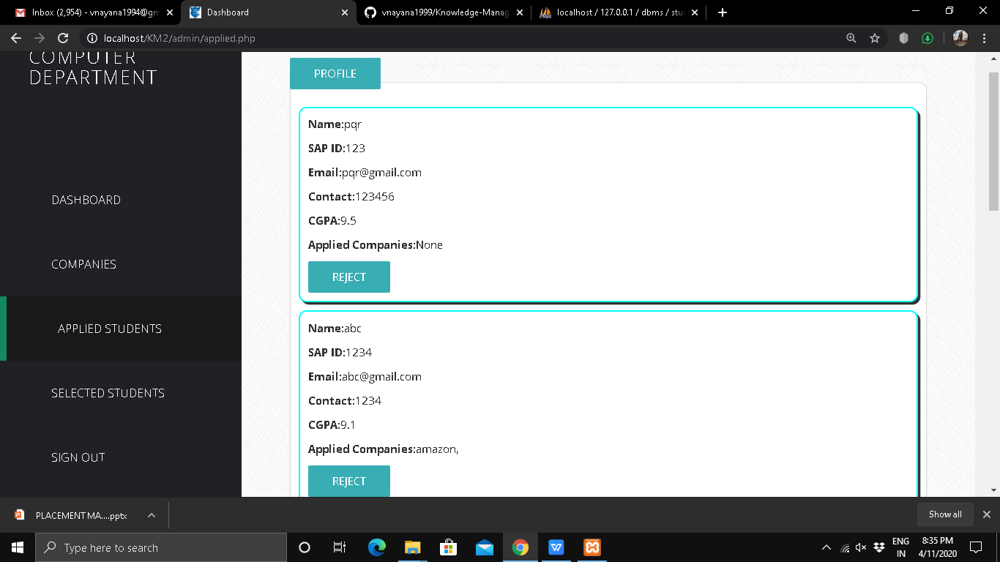 Inbox (2,954) - vnayana1994@gm
Dashboard
vnayana1999/Knowledge-Manag
localhost / 127.0.0.1 / dbms / stu
localhost/KM2/admin/applied.php
COMPUTER
DEPARTMENT
DASHBOARD
COMPANIES
APPLIED STUDENTS
SELECTED STUDENTS
SIGN OUT
PROFILE
Name:pqr
SAP ID:123
Email:pqr@gmail.com
Contact:123456
CGPA:9.5
Applied Companies:None
REJECT
Name:abc
SAP ID:1234
Email:abc@gmail.com
Contact:1234
CGPA:9.1
Applied Companies:amazon,
REJECT
PLACEMENT MA....pptx
Show all
Type here to search
ENG
IN
8:35 PM
4/11/2020